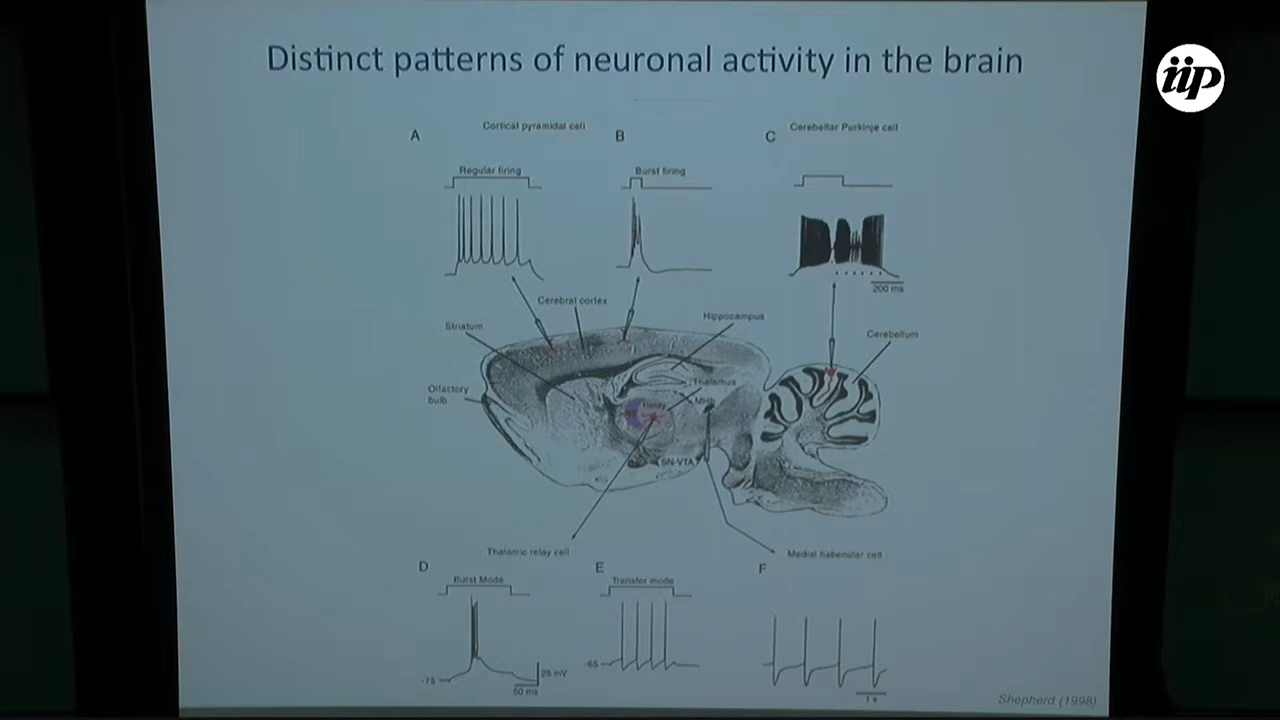 Distinct patterns of neuronal activity in the brain
iip
A
Cortical pyramidal cell
B
C
Cerebellar Purkinje cell
Regular firing
Burst firing
200 ms
Cerebral cortex
Striatum
Hippocampus
Cerebellum
Olfactory
bulb
Thalamus
Relay
MHb
SN-VTA
Thalamic relay cell
Medial habenular cell
D
E
F
Burst Mode
Transfer mode
-65
-75
25 mV
60 ms
1 s
Shepherd (1998)